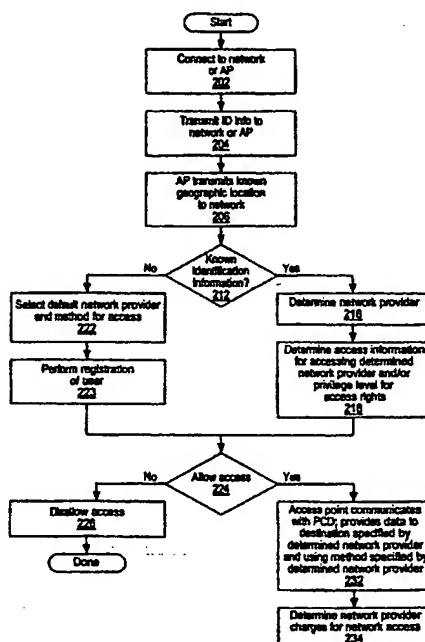 Start
Connect to network
or AP
202
Transmit ID info to
network or AP
204
AP transmits known
geographic location
to network
206
Known
Identification
Information?
212
No
Yes
Select default network provider
and method for access
222
Determine network provider
216
Perform registration
of user
223
Determine access information
for accessing determined
network provider and/or
privilege level for
access rights
218
Allow access
224
No
Yes
Disallow access
226
Done
Access point communicates
with PCD; provides data to
destination specified by
determined network provider
and using method specified by
determined network provider
232
Determine network provider
charges for network access
234